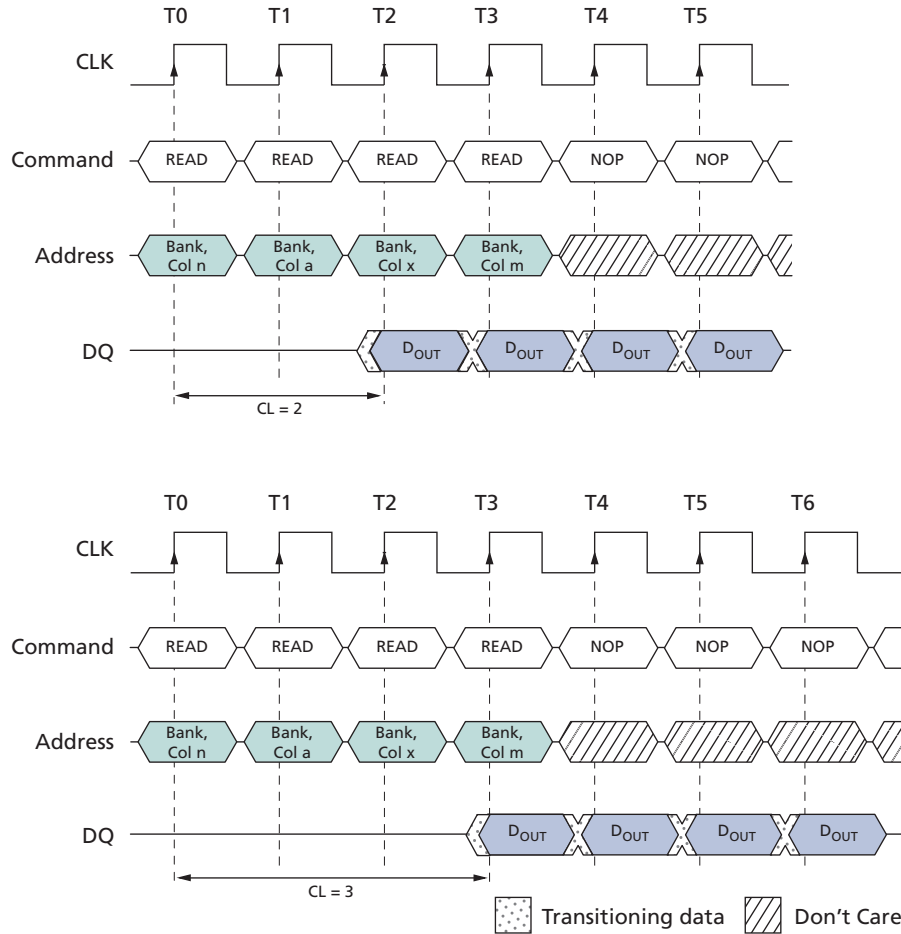 T0 T1 T2 T3 T4 T5
CLK
Command READ READ READ READ NOP NOP
Address Bank, Col n Bank, Col a Bank, Col x Bank, Col m
DQ DOUT DOUT DOUT DOUT
CL = 2
T0 T1 T2 T3 T4 T5 T6
CLK
Command READ READ READ READ NOP NOP NOP
Address Bank, Col n Bank, Col a Bank, Col x Bank, Col m
DQ DOUT DOUT DOUT DOUT
CL = 3
Transitioning data Don't Care